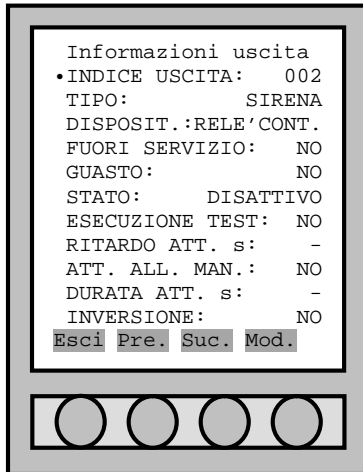 Informazioni uscita
•INDICE USCITA: 002
TIPO: SIRENA
DISPOSIT.:RELE'CONT.
FUORI SERVIZIO: NO
GUASTO: NO
STATO: DISATTIVO
ESECUZIONE TEST: NO
RITARDO ATT. s: -
ATT. ALL. MAN.: NO
DURATA ATT. s: -
INVERSIONE: NO
Esci Pre. Suc. Mod.